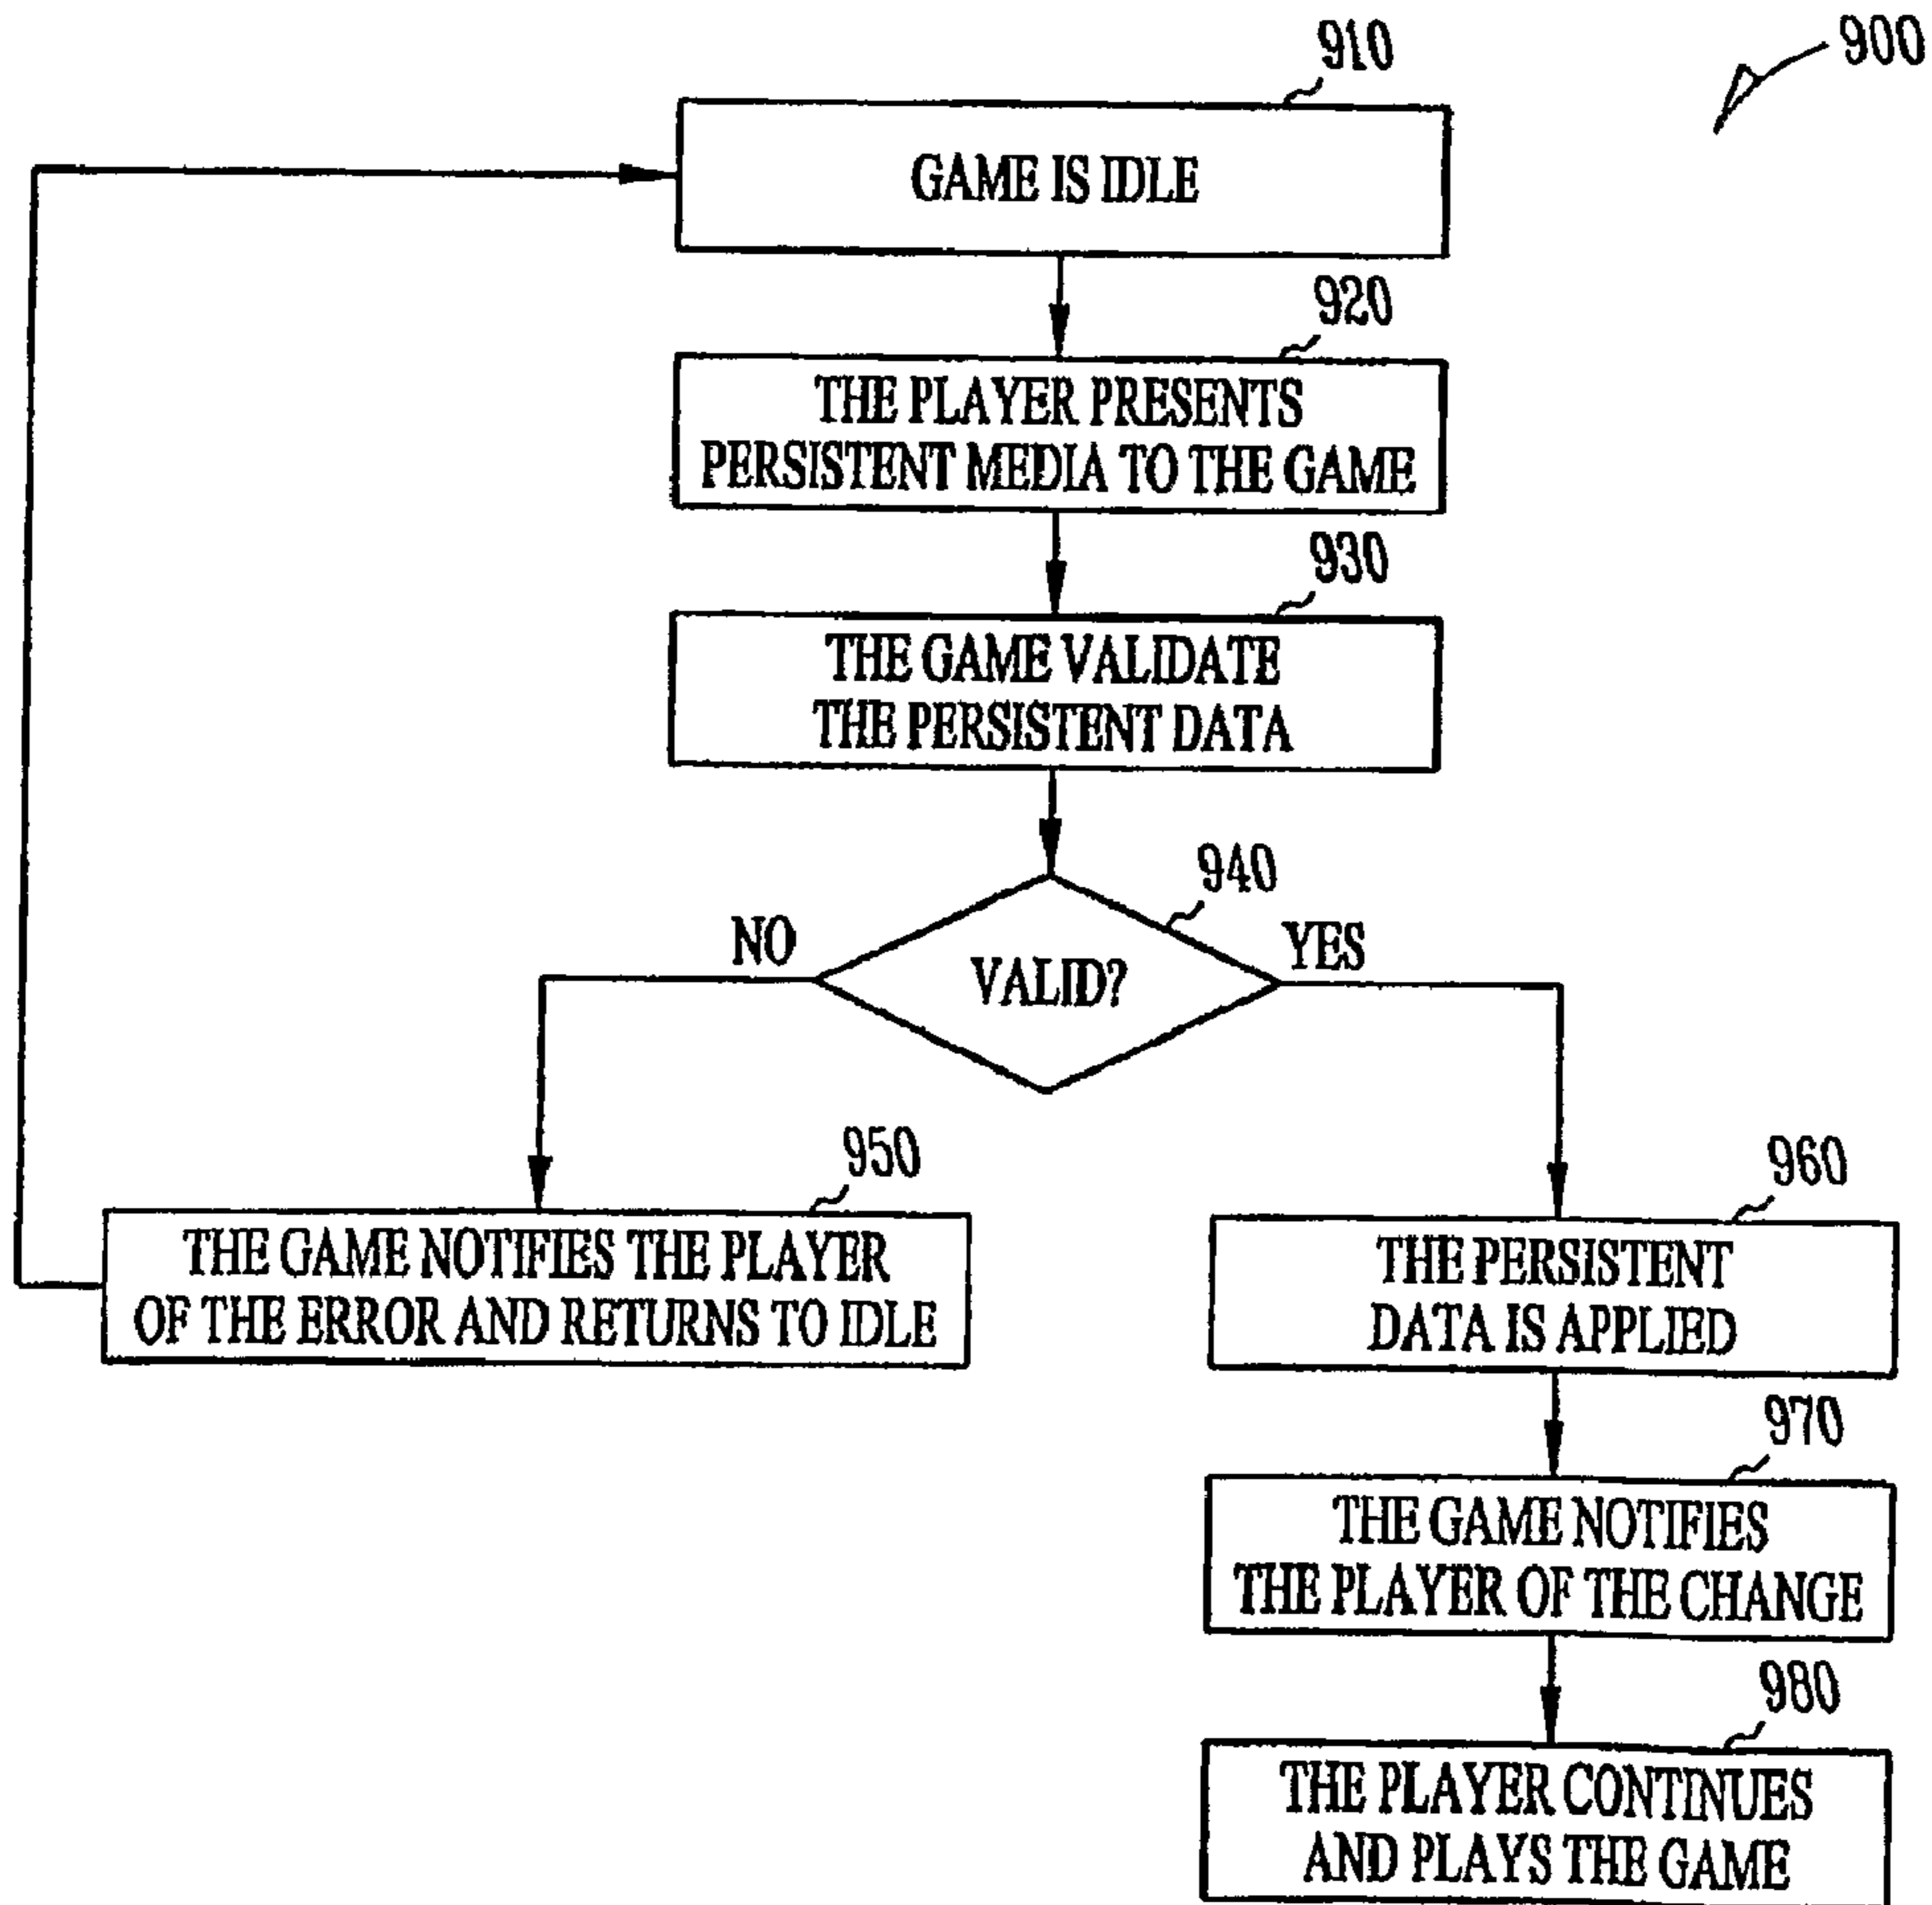 900
910
GAME IS IDLE
920
THE PLAYER PRESENTS
PERSISTENT MEDIA TO THE GAME
930
THE GAME VALIDATE
THE PERSISTENT DATA
940
NO
YES
VALID?
950
THE GAME NOTIFIES THE PLAYER
OF THE ERROR AND RETURNS TO IDLE
960
THE PERSISTENT
DATA IS APPLIED
970
THE GAME NOTIFIES
THE PLAYER OF THE CHANGE
980
THE PLAYER CONTINUES
AND PLAYS THE GAME